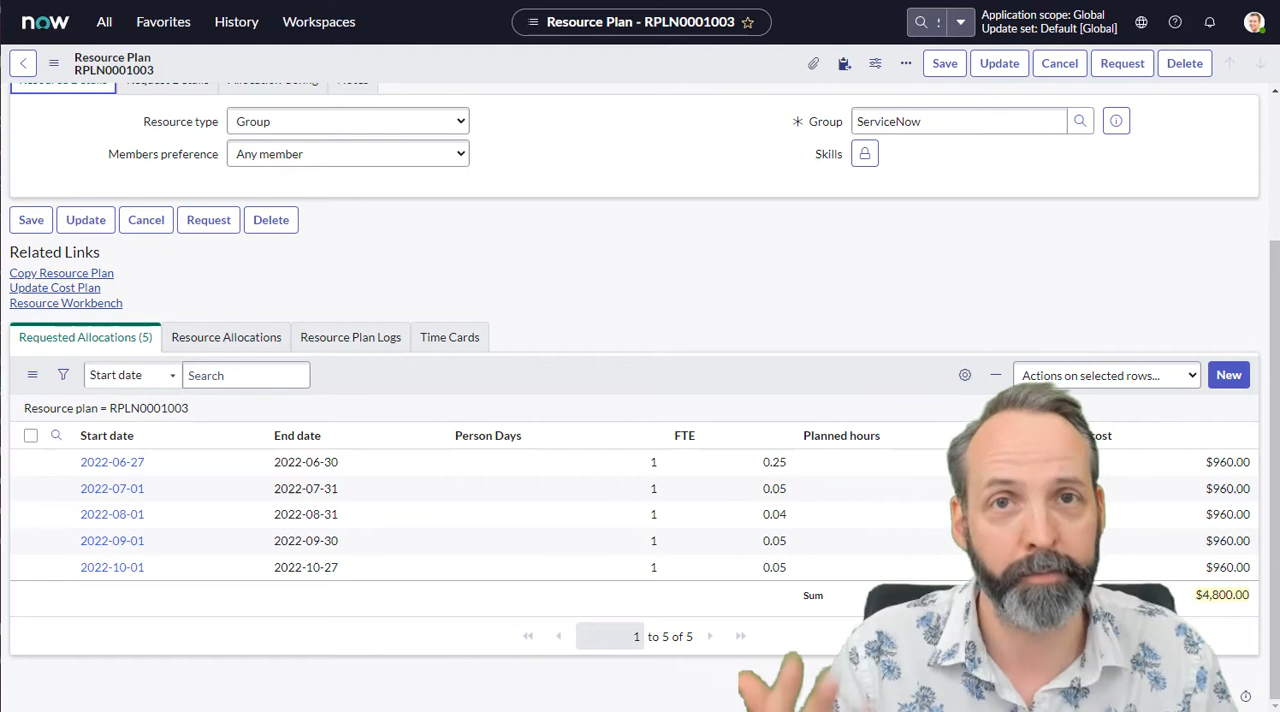 now All Favorites History Workspaces Resource Plan - RPLN0001003 Application scope: Global
Update set: Default [Global]
Resource Plan
RPLN0001003
Save Update Cancel Request Delete
Resource type Group Group ServiceNow
Members preference Any member Skills
Save Update Cancel Request Delete
Related Links
Copy Resource Plan
Update Cost Plan
Resource Workbench
Requested Allocations (5) Resource Allocations Resource Plan Logs Time Cards
Start date Search Actions on selected rows... New
Resource plan = RPLN0001003
Start date End date Person Days FTE Planned hours cost
2022-06-27 2022-06-30 1 0.25 $960.00
2022-07-01 2022-07-31 1 0.05 $960.00
2022-08-01 2022-08-31 1 0.04 $960.00
2022-09-01 2022-09-30 1 0.05 $960.00
2022-10-01 2022-10-27 1 0.05 $960.00
Sum $4,800.00
1 to 5 of 5